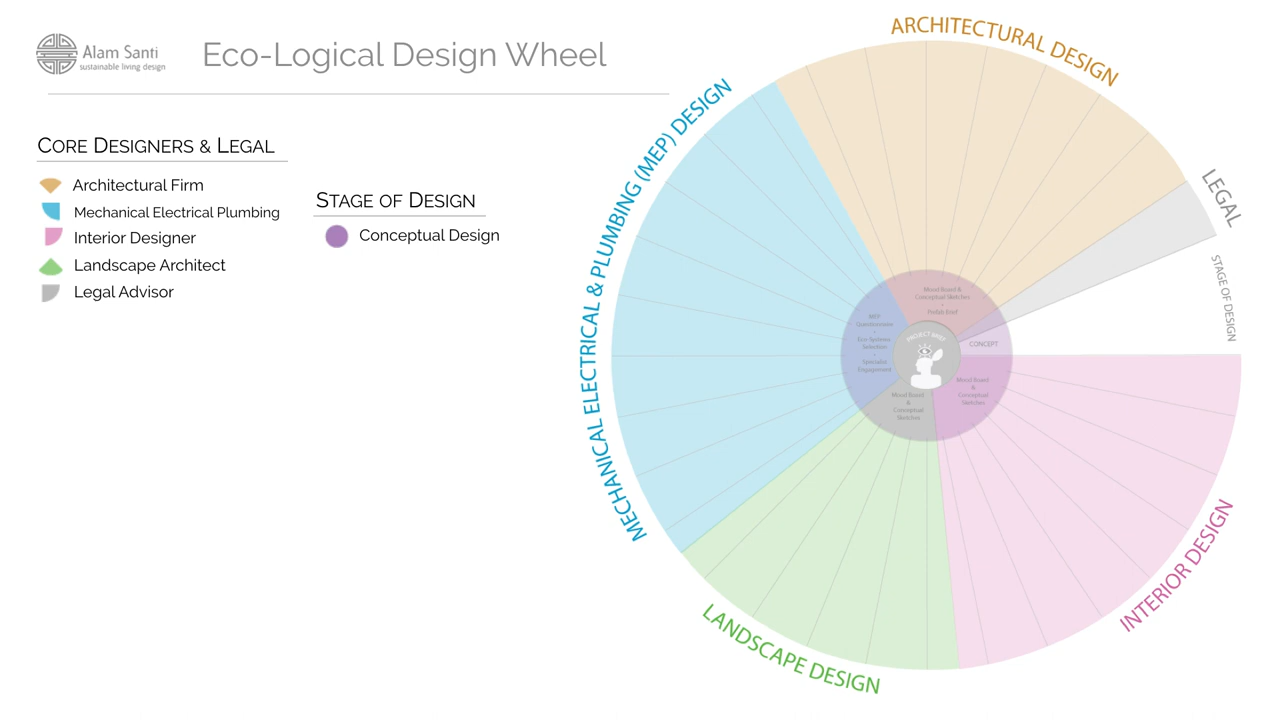 Alam Santi
sustainable living design
Eco-Logical Design Wheel
CORE DESIGNERS & LEGAL
Architectural Firm
Mechanical Electrical Plumbing
Interior Designer
Landscape Architect
Legal Advisor
STAGE OF DESIGN
Conceptual Design
ARCHITECTURAL DESIGN
LEGAL
STAGE OF DESIGN
INTERIOR DESIGN
LANDSCAPE DESIGN
MECHANICAL ELECTRICAL & PLUMBING (MEP) DESIGN
Mood Board &
Conceptual Sketches
-
Prefab Brief
MEP
Questionnaire
-
Eco Systems
Selection
-
Specialist
Engagement
PROJECT BRIEF
CONCEPT
Mood Board
&
Conceptual
Sketches
Mood Board
&
Conceptual
Sketches